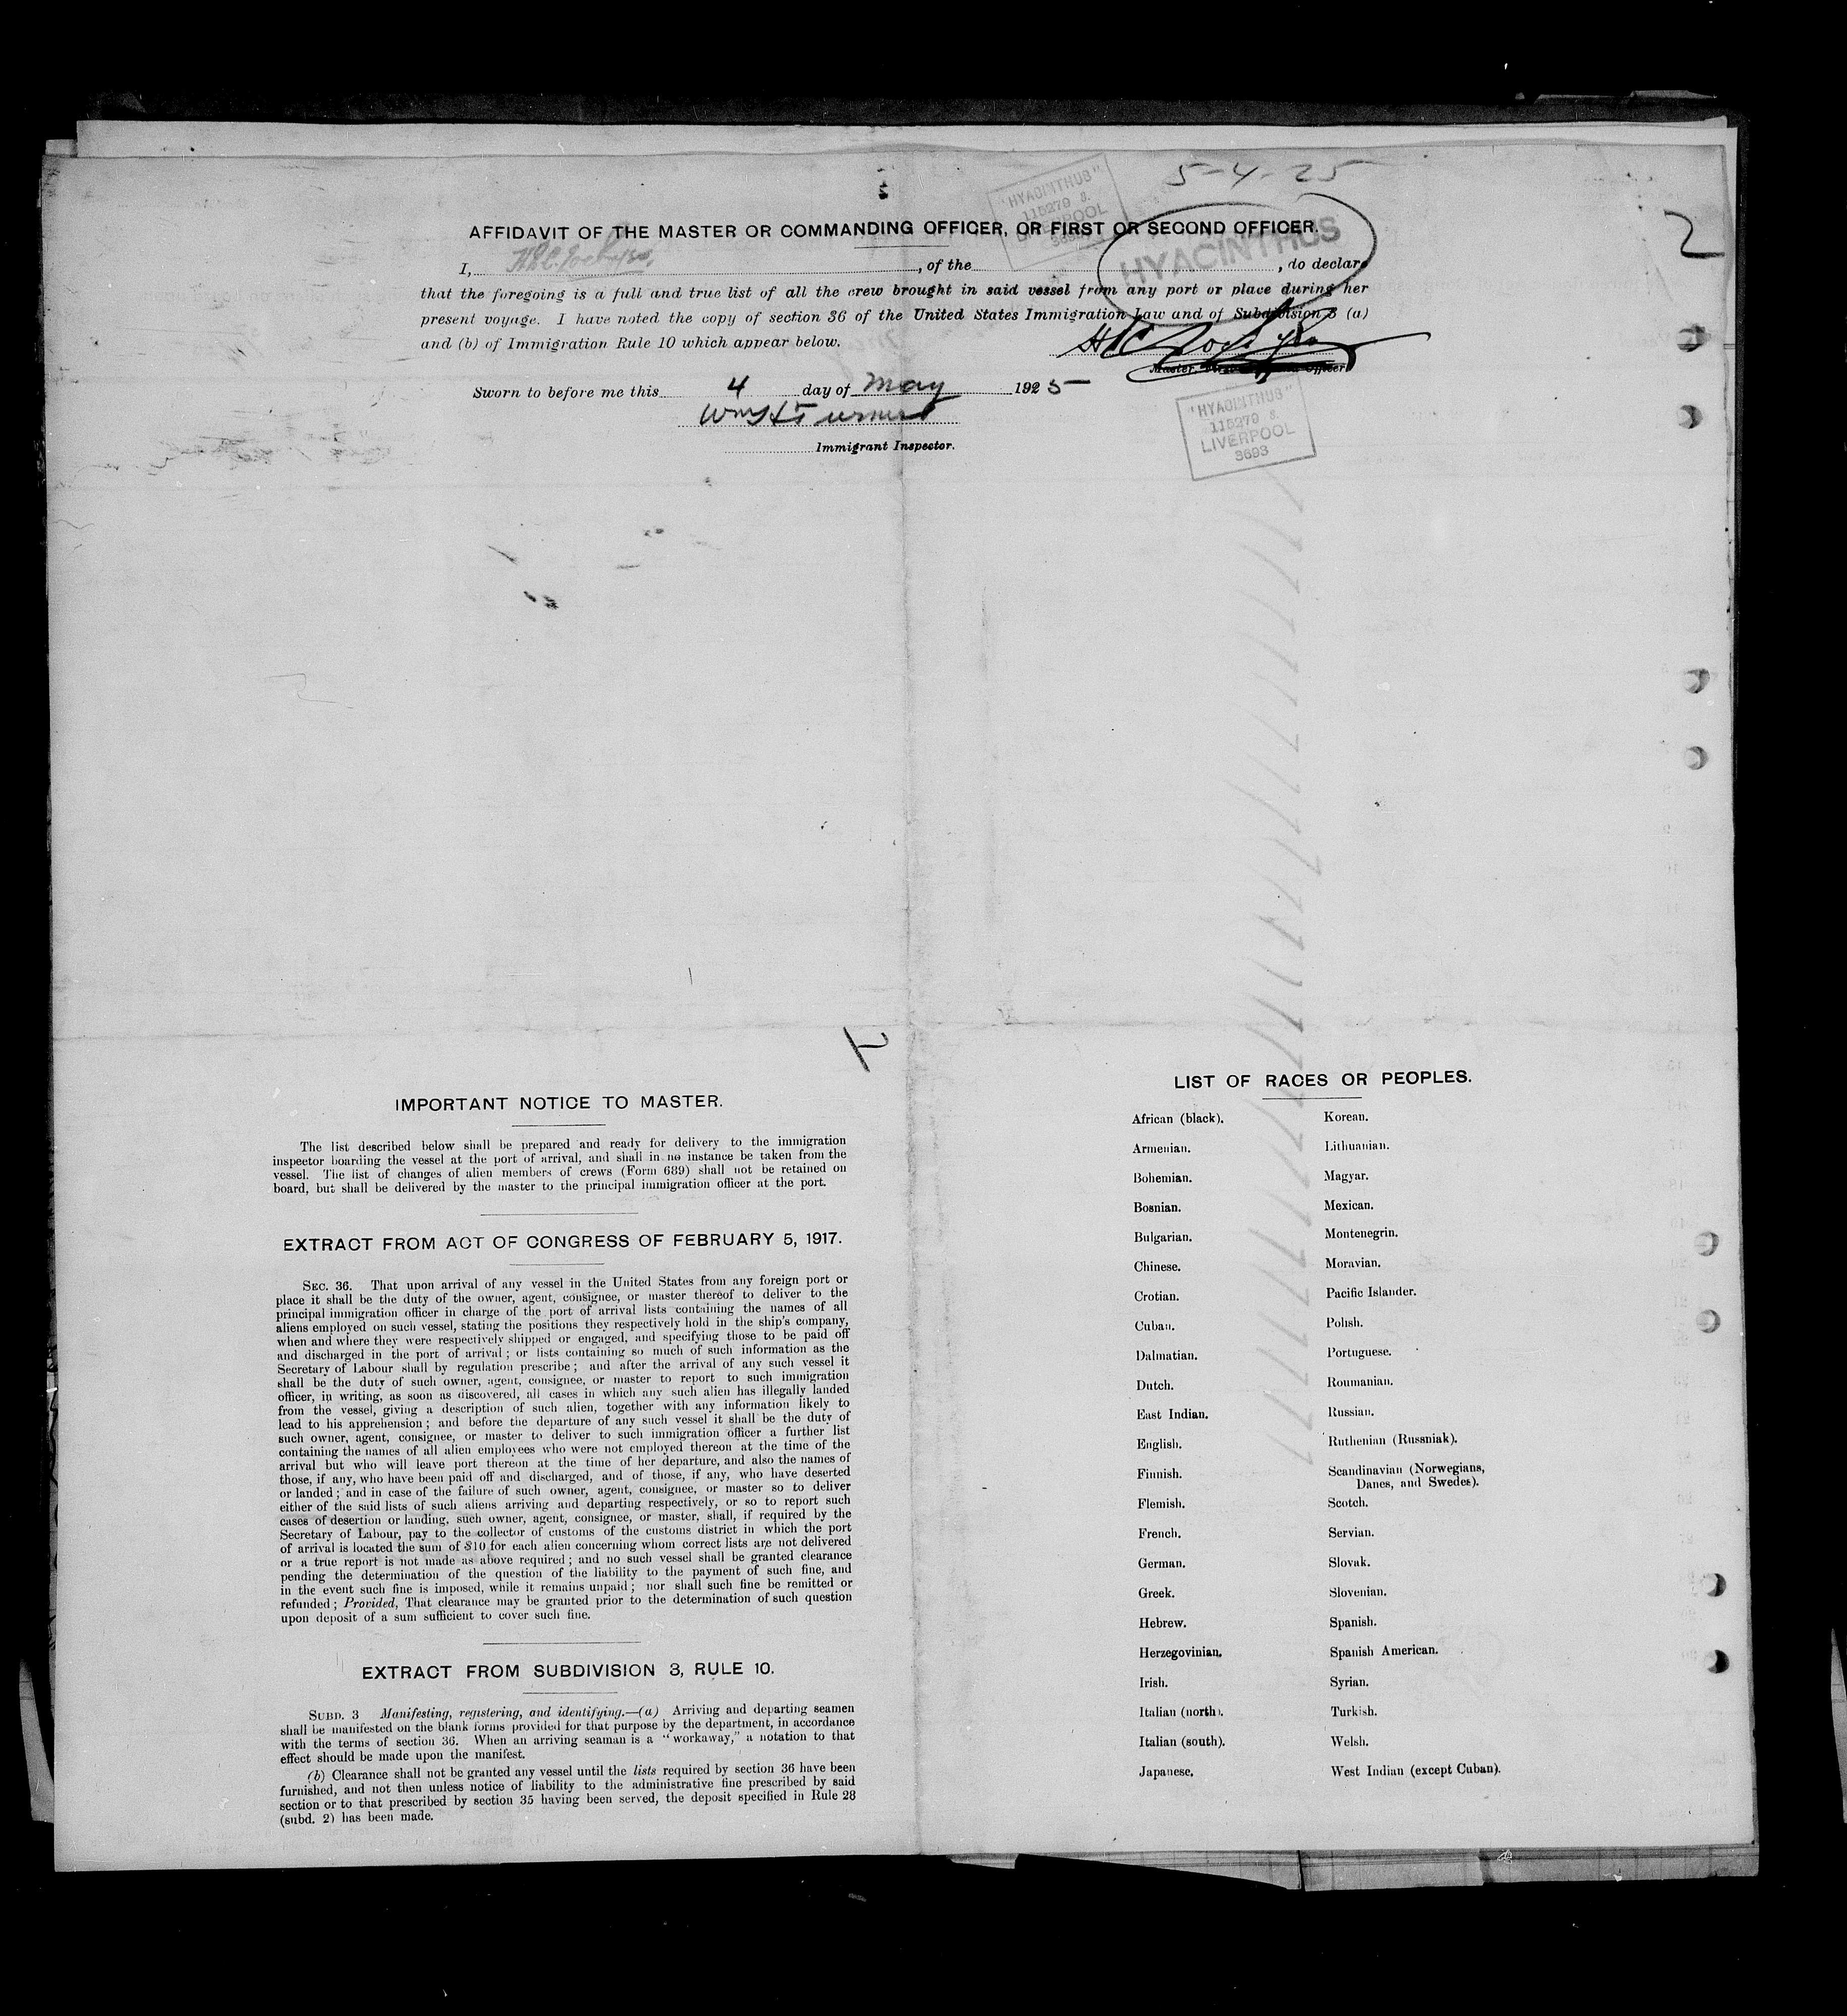 5-4-25
"HYACINTHUS"
115279 S.
LIVERPOOL
2
AFFIDAVIT OF THE MASTER OR COMMANDING OFFICER, OR FIRST OR SECOND OFFICER.
HYACINTHUS
I, , of the , do declare
that the foregoing is a full and true list of all the crew brought in said vessel from any port or place during her
present voyage. I have noted the copy of section 36 of the United States Immigration Law and of Subdivision 3 (a)
and (b) of Immigration Rule 10 which appear below.
Master, First or Second Officer
Sworn to before me this 4 day of May 1925
Immigrant Inspector.
"HYACINTHUS"
115279 S.
LIVERPOOL
3693
IMPORTANT NOTICE TO MASTER.
The list described below shall be prepared and ready for delivery to the immigration
inspector boarding the vessel at the port of arrival, and shall in no instance be taken from the
vessel. The list of changes of alien members of crews (Form 689) shall not be retained on
board, but shall be delivered by the master to the principal immigration officer at the port.
EXTRACT FROM ACT OF CONGRESS OF FEBRUARY 5, 1917.
SEC. 36. That upon arrival of any vessel in the United States from any foreign port or
place it shall be the duty of the owner, agent, consignee, or master thereof to deliver to the
principal immigration officer in charge of the port of arrival lists containing the names of all
aliens employed on such vessel, stating the positions they respectively hold in the ship's company,
when and where they were respectively shipped or engaged, and specifying those to be paid off
and discharged in the port of arrival; or lists containing so much of such information as the
Secretary of Labour shall by regulation prescribe; and after the arrival of any such vessel it
shall be the duty of such owner, agent, consignee, or master to report to such immigration
officer, in writing, as soon as discovered, all cases in which any such alien has illegally landed
from the vessel, giving a description of such alien, together with any information likely to
lead to his apprehension; and before the departure of any such vessel it shall be the duty of
such owner, agent, consignee, or master to deliver to such immigration officer a further list
containing the names of all alien employees who were not employed thereon at the time of the
arrival but who will leave port thereon at the time of her departure, and also the names of
those, if any, who have been paid off and discharged, and of those, if any, who have deserted
or landed; and in case of the failure of such owner, agent, consignee, or master so to deliver
either of the said lists of such aliens arriving and departing respectively, or so to report such
cases of desertion or landing, such owner, agent, consignee, or master, shall, if required by the
Secretary of Labour, pay to the collector of customs of the customs district in which the port
of arrival is located the sum of $10 for each alien concerning whom correct lists are not delivered
or a true report is not made as above required; and no such vessel shall be granted clearance
pending the determination of the question of the liability to the payment of such fine, and
in the event such fine is imposed, while it remains unpaid; nor shall such fine be remitted or
refunded; Provided, That clearance may be granted prior to the determination of such question
upon deposit of a sum sufficient to cover such fine.
EXTRACT FROM SUBDIVISION 3, RULE 10.
SUBD. 3 Manifesting, registering, and identifying.—(a) Arriving and departing seamen
shall be manifested on the blank forms provided for that purpose by the department, in accordance
with the terms of section 36. When an arriving seaman is a "workaway," a notation to that
effect should be made upon the manifest.
(b) Clearance shall not be granted any vessel until the lists required by section 36 have been
furnished, and not then unless notice of liability to the administrative fine prescribed by said
section or to that prescribed by section 35 having been served, the deposit specified in Rule 28
(subd. 2) has been made.
LIST OF RACES OR PEOPLES.
African (black).
Armenian.
Bohemian.
Bosnian.
Bulgarian.
Chinese.
Crotian.
Cuban.
Dalmatian.
Dutch.
East Indian.
English.
Finnish.
Flemish.
French.
German.
Greek.
Hebrew.
Herzegovinian.
Irish.
Italian (north).
Italian (south).
Japanese.
Korean.
Lithuanian.
Magyar.
Mexican.
Montenegrin.
Moravian.
Pacific Islander.
Polish.
Portuguese.
Roumanian.
Russian.
Ruthenian (Russniak).
Scandinavian (Norwegians,
Danes, and Swedes).
Scotch.
Servian.
Slovak.
Slovenian.
Spanish.
Spanish American.
Syrian.
Turkish.
Welsh.
West Indian (except Cuban).